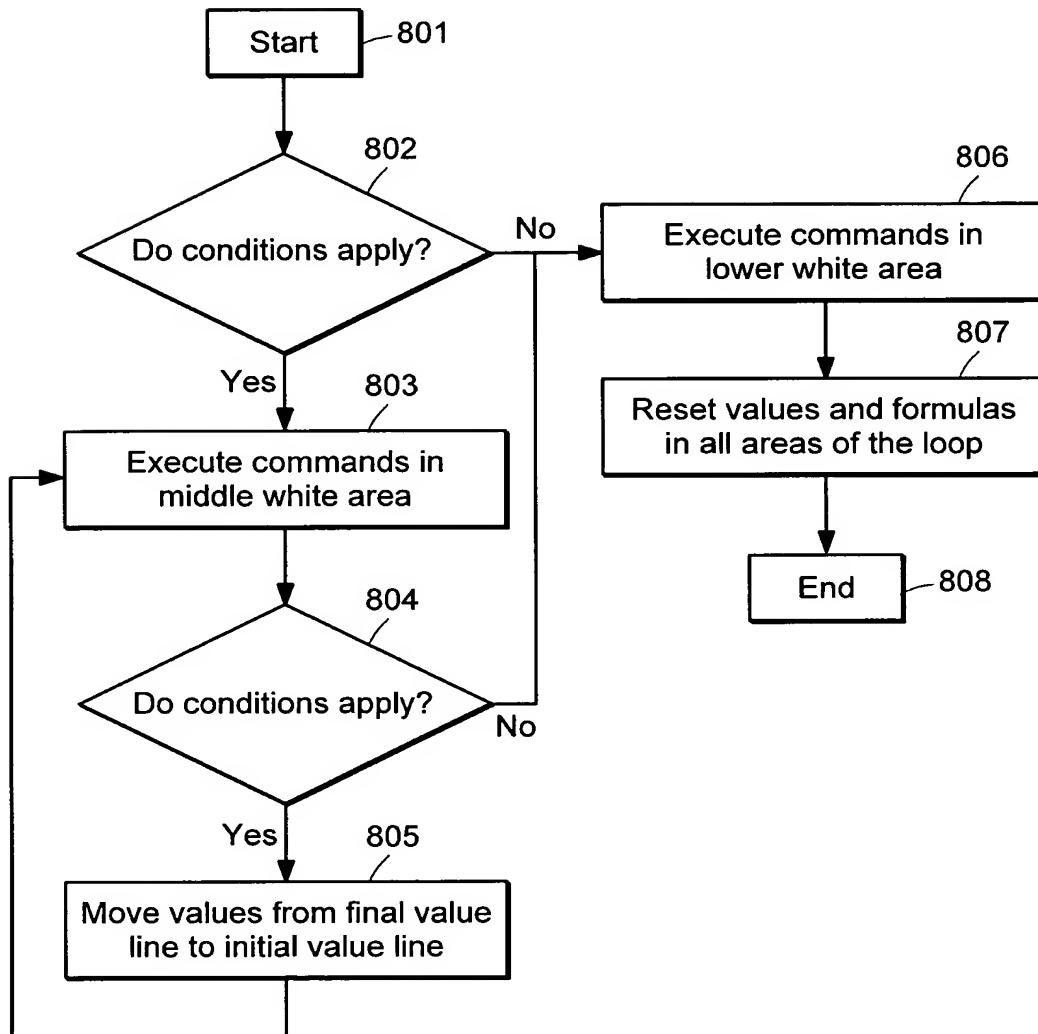 Start
801
802
Do conditions apply?
No
Yes
803
Execute commands in
middle white area
804
Do conditions apply?
No
Yes
805
Move values from final value
line to initial value line
806
Execute commands in
lower white area
807
Reset values and formulas
in all areas of the loop
End
808